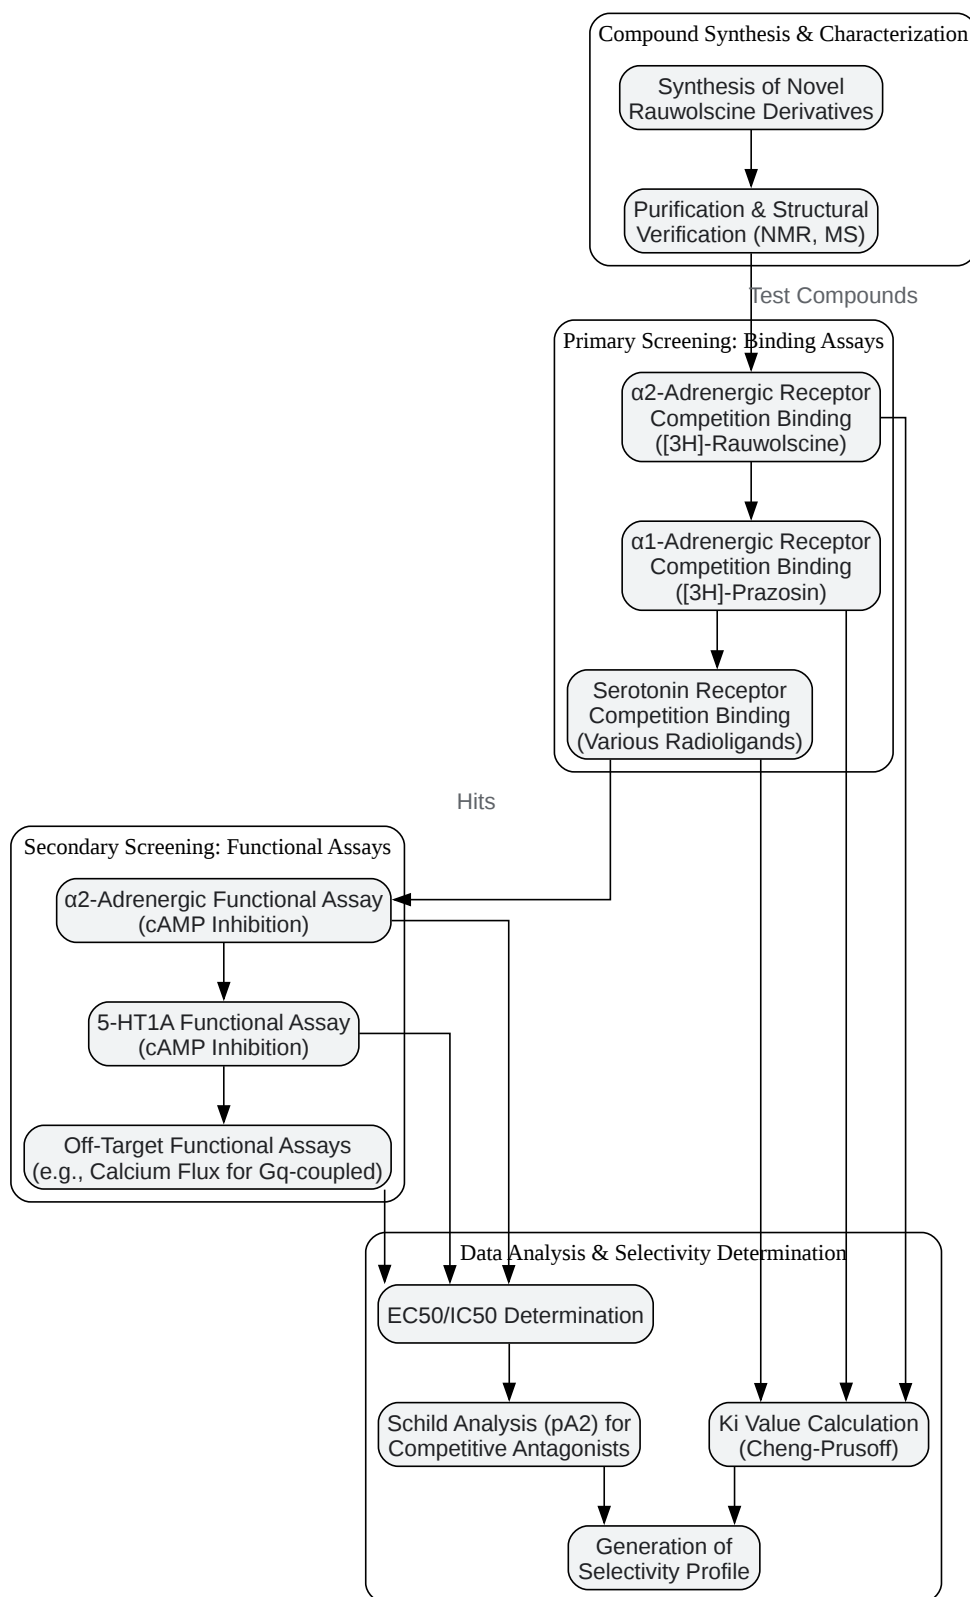 Compound Synthesis & Characterization
Synthesis of Novel
Rauwolscine Derivatives
Purification & Structural
Verification (NMR, MS)
Test Compounds
Primary Screening: Binding Assays
α2-Adrenergic Receptor
Competition Binding
([3H]-Rauwolscine)
α1-Adrenergic Receptor
Competition Binding
([3H]-Prazosin)
Serotonin Receptor
Competition Binding
(Various Radioligands)
Hits
Secondary Screening: Functional Assays
α2-Adrenergic Functional Assay
(cAMP Inhibition)
5-HT1A Functional Assay
(cAMP Inhibition)
Off-Target Functional Assays
(e.g., Calcium Flux for Gq-coupled)
Data Analysis & Selectivity Determination
EC50/IC50 Determination
Schild Analysis (pA2) for
Competitive Antagonists
Ki Value Calculation
(Cheng-Prusoff)
Generation of
Selectivity Profile